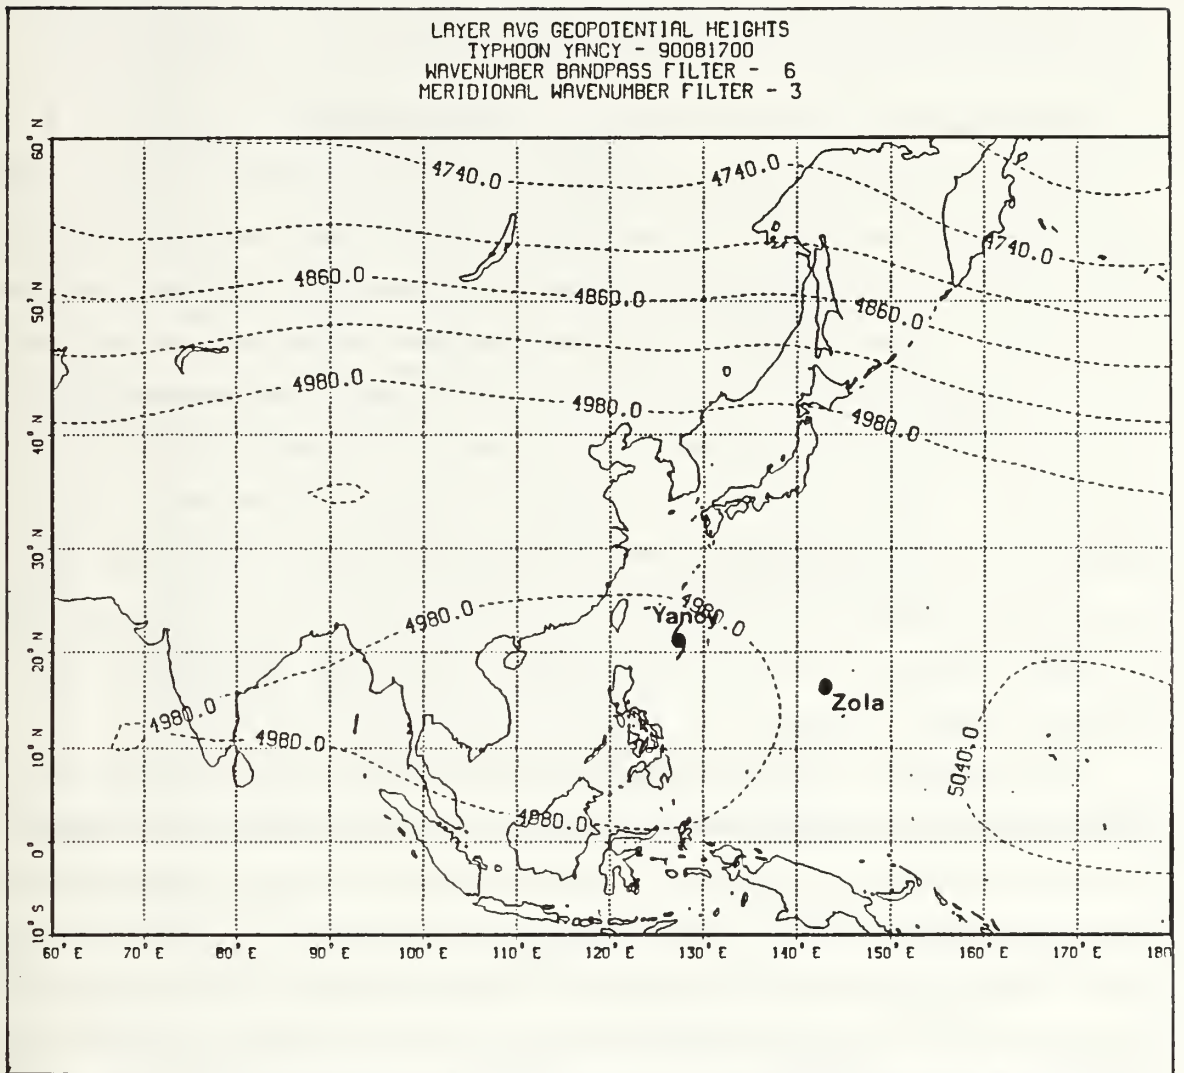 LAYER AVG GEOPOTENTIAL HEIGHTS
TYPHOON YANCY - 90081700
WAVENUMBER BANDPASS FILTER - 6
MERIDIONAL WAVENUMBER FILTER - 3
60° N
4740.0
4740.0
4740.0
4860.0
4860.0
4860.0
50° N
4980.0
4980.0
4980.0
40° N
30° N
4980.0
4980.0
Yancy
20° N
Zola
4980.0
4980.0
10° N
5040.0
4980.0
0°
10° S
60° E 70° E 80° E 90° E 100° E 110° E 120° E 130° E 140° E 150° E 160° E 170° E 180